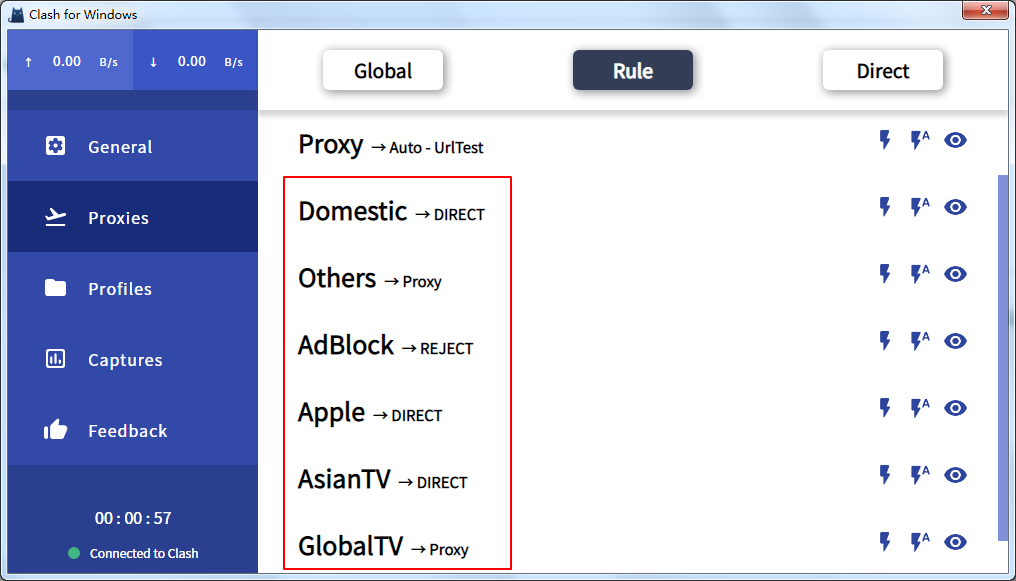 Clash for Windows
↑ 0.00 B/s ↓ 0.00 B/s
Global Rule Direct
General
Proxies
Profiles
Captures
Feedback
00 : 00 : 57
Connected to Clash
Proxy → Auto - UrlTest A
Domestic → DIRECT A
Others → Proxy A
AdBlock → REJECT A
Apple → DIRECT A
AsianTV → DIRECT A
GlobalTV → Proxy A